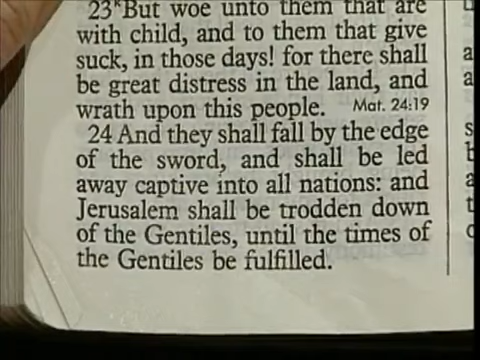 23*But woe unto them that are
with child, and to them that give
suck, in those days! for there shall
be great distress in the land, and
wrath upon this people. Mat. 24:19
24 And they shall fall by the edge
of the sword, and shall be led
away captive into all nations: and
Jerusalem shall be trodden down
of the Gentiles, until the times of
the Gentiles be fulfilled.